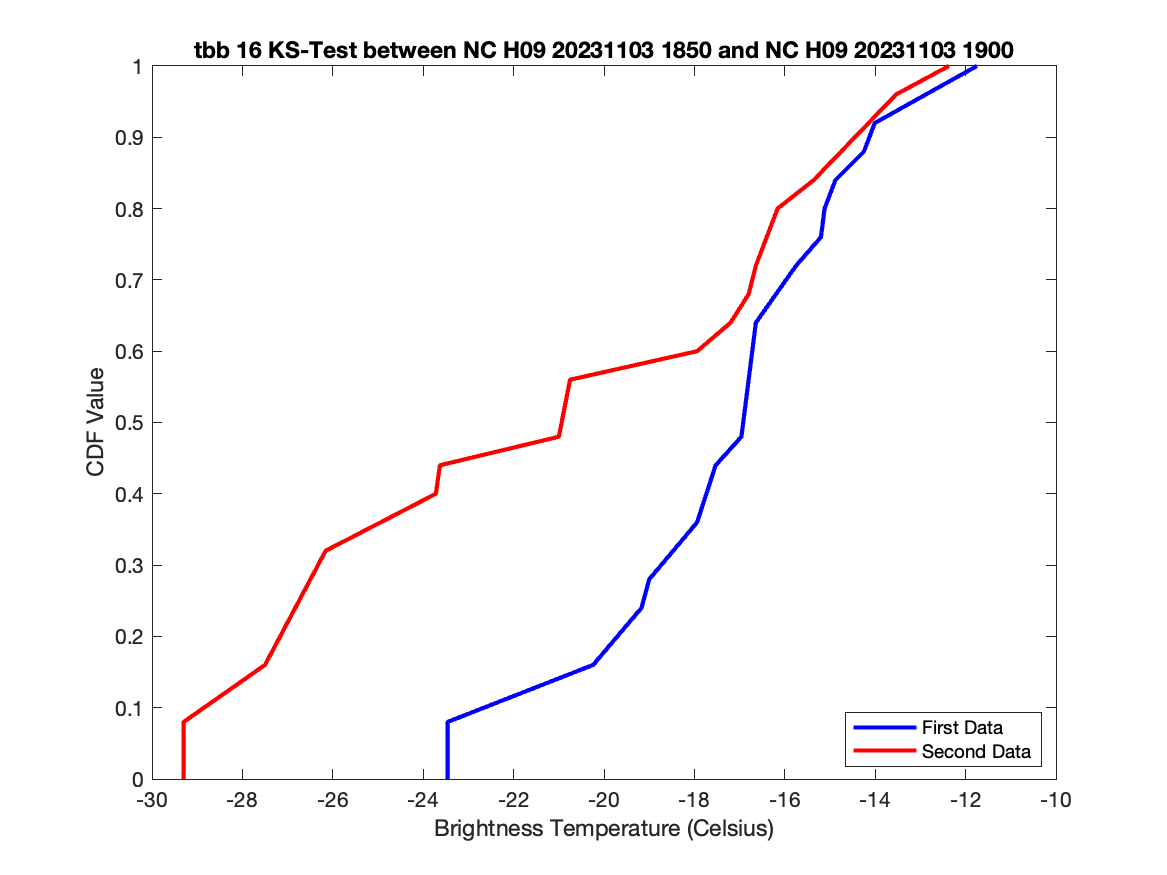 tbb 16 KS-Test between NC H09 20231103 1850 and NC H09 20231103 1900
1
0.9
0.8
0.7
0.6
0.5
0.4
0.3
0.2
0.1
0
CDF Value
First Data
Second Data
-30 -28 -26 -24 -22 -20 -18 -16 -14 -12 -10
Brightness Temperature (Celsius)